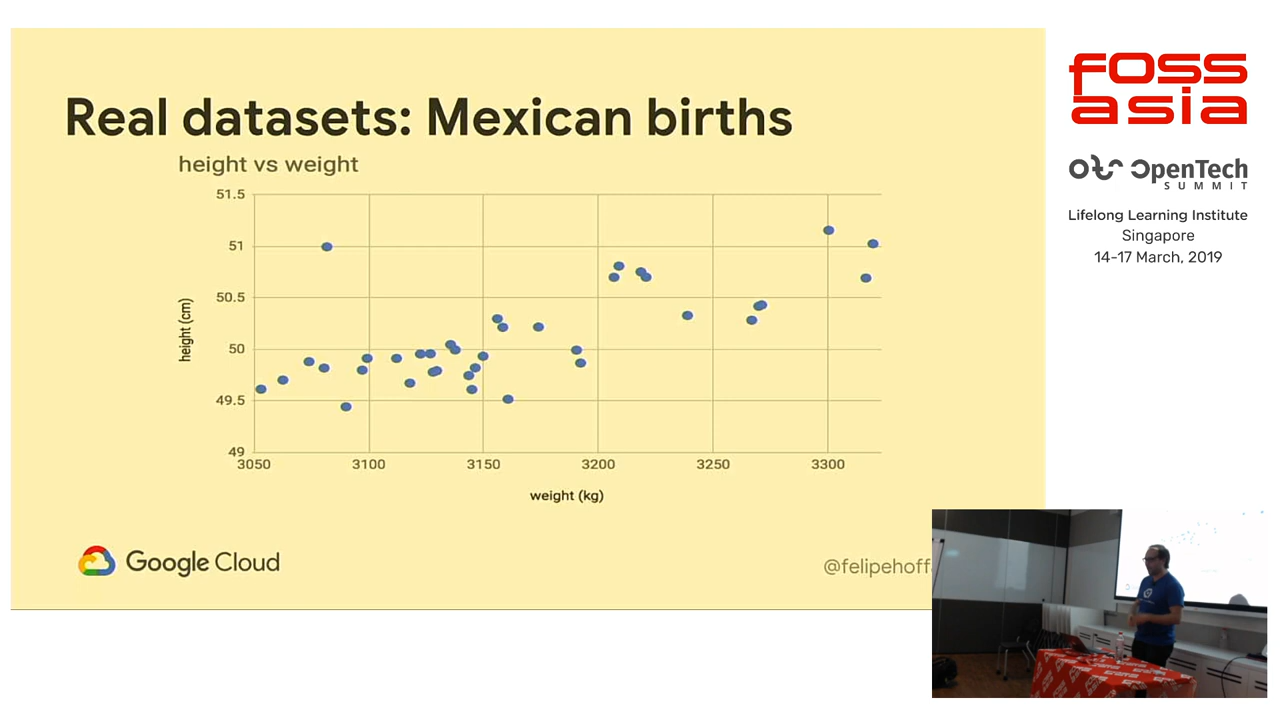 Real datasets: Mexican births
height vs weight
51.5
51
50.5
50
49.5
49
height (cm)
3050 3100 3150 3200 3250 3300
weight (kg)
Google Cloud
@felipehoff
FOSS
asia
OpenTech
SUMMIT
Lifelong Learning Institute
Singapore
14-17 March, 2019